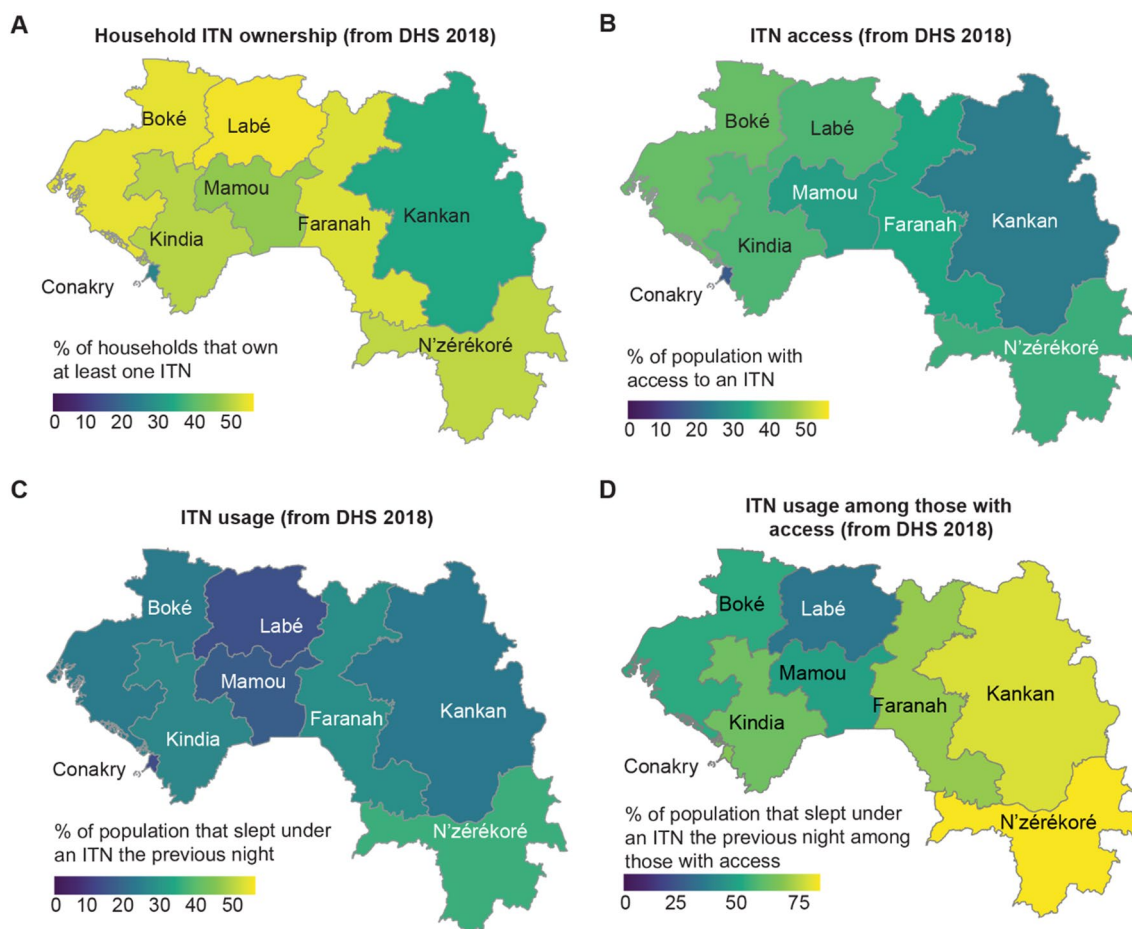 A
Household ITN ownership (from DHS 2018)
Boké
Labé
Mamou
Faranah
Kankan
Kindia
Conakry
N'zérékoré
% of households that own
at least one ITN
0 10 20 30 40 50
B
ITN access (from DHS 2018)
Boké
Labé
Mamou
Faranah
Kankan
Kindia
Conakry
N'zérékoré
% of population with
access to an ITN
0 10 20 30 40 50
C
ITN usage (from DHS 2018)
Boké
Labé
Mamou
Faranah
Kankan
Kindia
Conakry
N'zérékoré
% of population that slept under
an ITN the previous night
0 10 20 30 40 50
D
ITN usage among those with
access (from DHS 2018)
Boké
Labé
Mamou
Faranah
Kankan
Kindia
Conakry
N'zérékoré
% of population that slept under
an ITN the previous night among
those with access
0 25 50 75